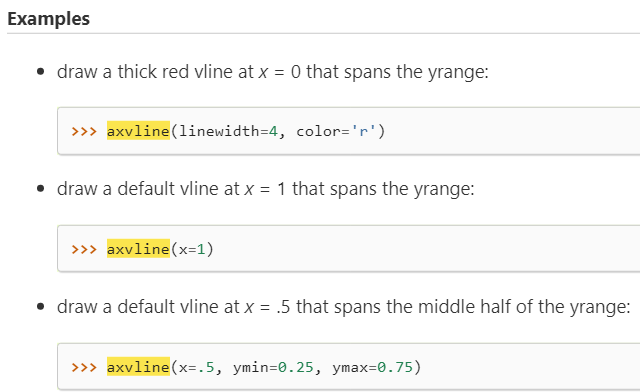 Examples
• draw a thick red vline at x = 0 that spans the yrange:
>>> axvline(linewidth=4, color='r')
• draw a default vline at x = 1 that spans the yrange:
>>> axvline(x=1)
• draw a default vline at x = .5 that spans the middle half of the yrange:
>>> axvline(x=.5, ymin=0.25, ymax=0.75)